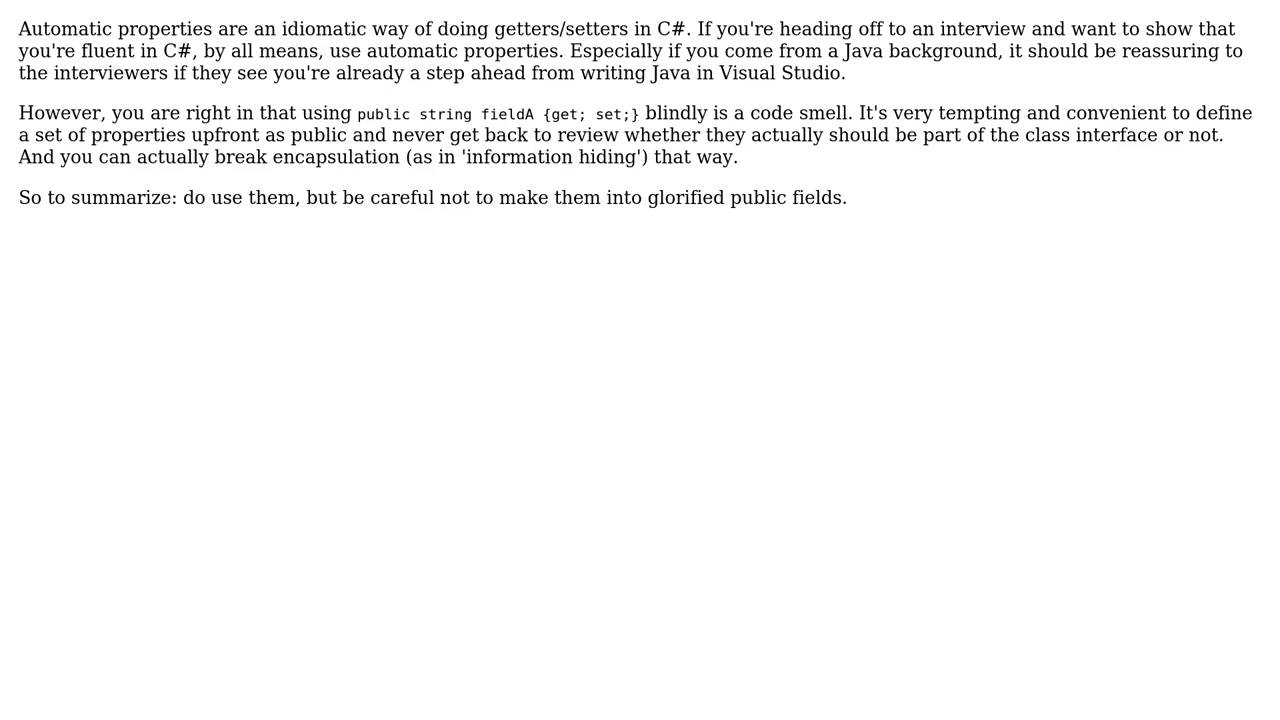 Automatic properties are an idiomatic way of doing getters/setters in C#. If you're heading off to an interview and want to show that
you're fluent in C#, by all means, use automatic properties. Especially if you come from a Java background, it should be reassuring to
the interviewers if they see you're already a step ahead from writing Java in Visual Studio.
However, you are right in that using public string fieldA {get; set;} blindly is a code smell. It's very tempting and convenient to define
a set of properties upfront as public and never get back to review whether they actually should be part of the class interface or not.
And you can actually break encapsulation (as in 'information hiding') that way.
So to summarize: do use them, but be careful not to make them into glorified public fields.